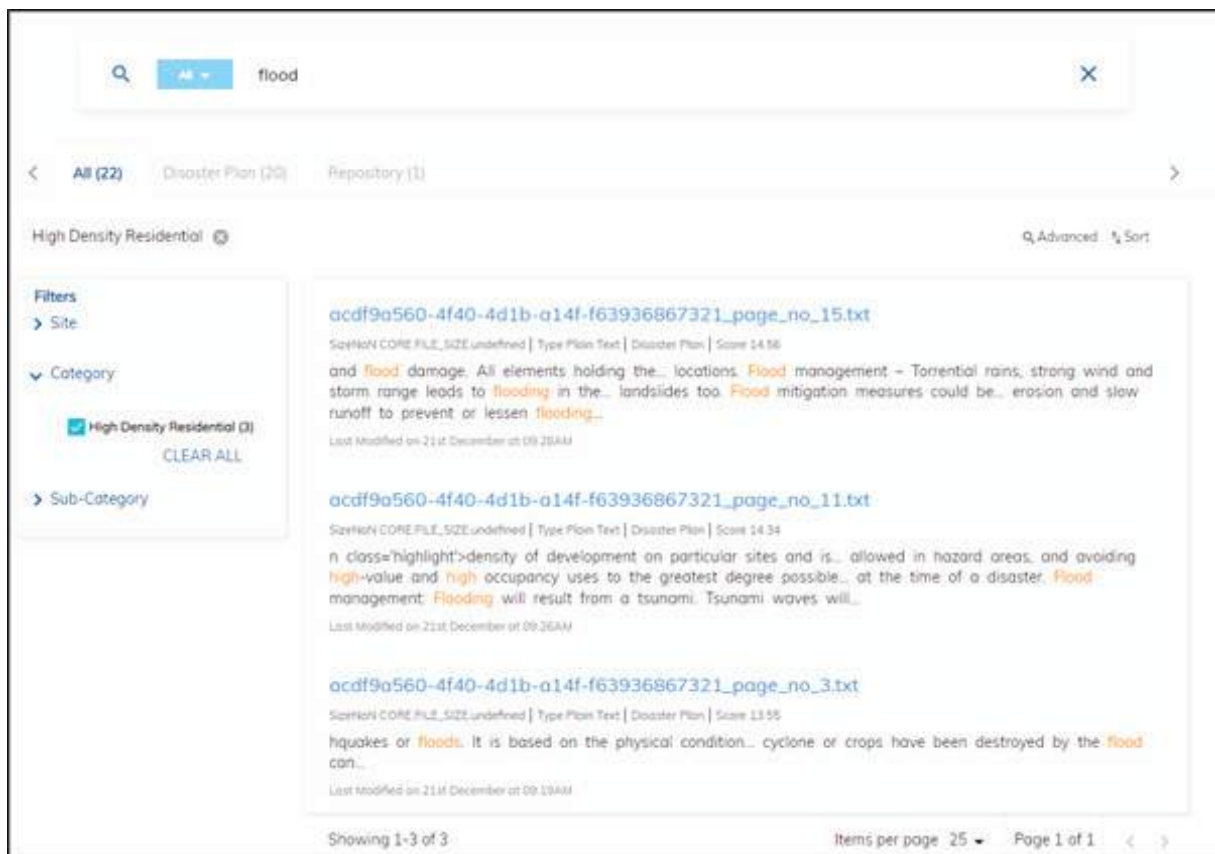 All
flood
All (22) Disaster Plan (20) Repository (1)
High Density Residential
Advanced Sort
Filters
Site
Category
High Density Residential (3)
CLEAR ALL
Sub-Category
acdf9a560-4f40-4d1b-a14f-f63936867321_page_no_15.txt
SizeNaN CORE.FILE_SIZE.undefined | Type Plain Text | Disaster Plan | Score 14.56
and flood damage. All elements holding the... locations. Flood management – Torrential rains, strong wind and
storm range leads to flooding in the... landslides too. Flood mitigation measures could be... erosion and slow
runoff to prevent or lessen flooding...
Last Modified on 21st December at 09:28AM
acdf9a560-4f40-4d1b-a14f-f63936867321_page_no_11.txt
SizeNaN CORE.FILE_SIZE.undefined | Type Plain Text | Disaster Plan | Score 14.34
n class='highlight'>density of development on particular sites and is... allowed in hazard areas, and avoiding
high-value and high occupancy uses to the greatest degree possible... at the time of a disaster. Flood
management: Flooding will result from a tsunami. Tsunami waves will...
Last Modified on 21st December at 09:26AM
acdf9a560-4f40-4d1b-a14f-f63936867321_page_no_3.txt
SizeNaN CORE.FILE_SIZE.undefined | Type Plain Text | Disaster Plan | Score 13.55
hquakes or floods. It is based on the physical condition... cyclone or crops have been destroyed by the flood
can...
Last Modified on 21st December at 09:19AM
Showing 1-3 of 3
Items per page 25 Page 1 of 1